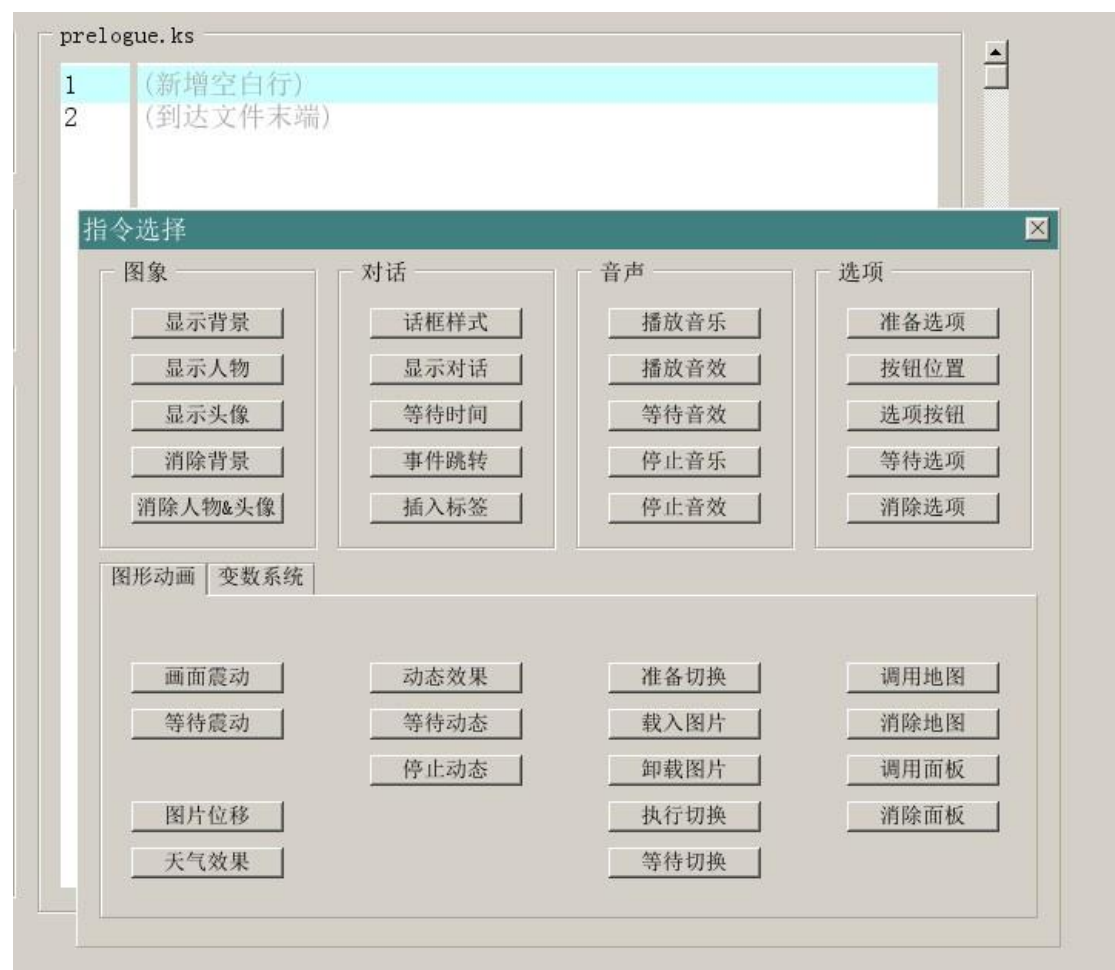 prelogue.ks
1 (新增空白行)
2 (到达文件末端)
指令选择
图象 对话 音声 选项
显示背景 话框样式 播放音乐 准备选项
显示人物 显示对话 播放音效 按钮位置
显示头像 等待时间 等待音效 选项按钮
消除背景 事件跳转 停止音乐 等待选项
消除人物&头像 插入标签 停止音效 消除选项
图形动画 变数系统
画面震动 动态效果 准备切换 调用地图
等待震动 等待动态 载入图片 消除地图
停止动态 卸载图片 调用面板
图片位移 执行切换 消除面板
天气效果 等待切换